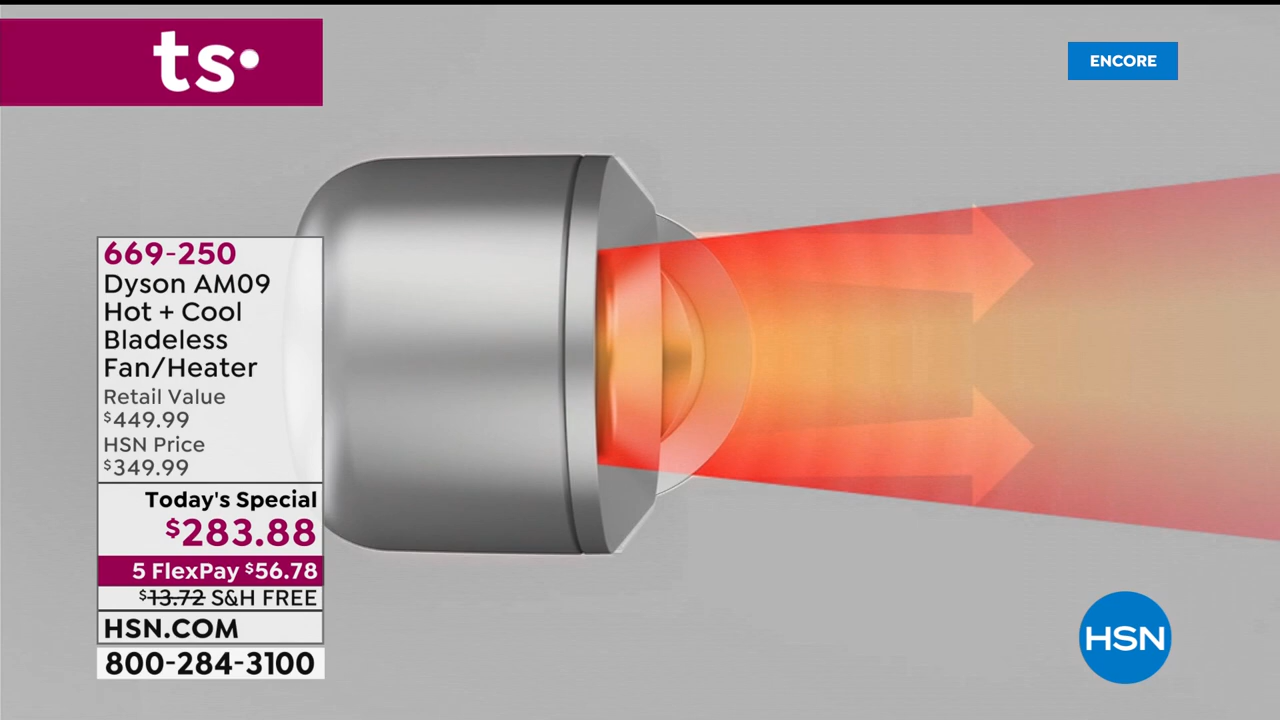 ts•
ENCORE
669-250
Dyson AM09
Hot + Cool
Bladeless
Fan/Heater
Retail Value
$449.99
HSN Price
$349.99
Today's Special
$283.88
5 FlexPay $56.78
$13.72 S&H FREE
HSN.COM
800-284-3100
HSN